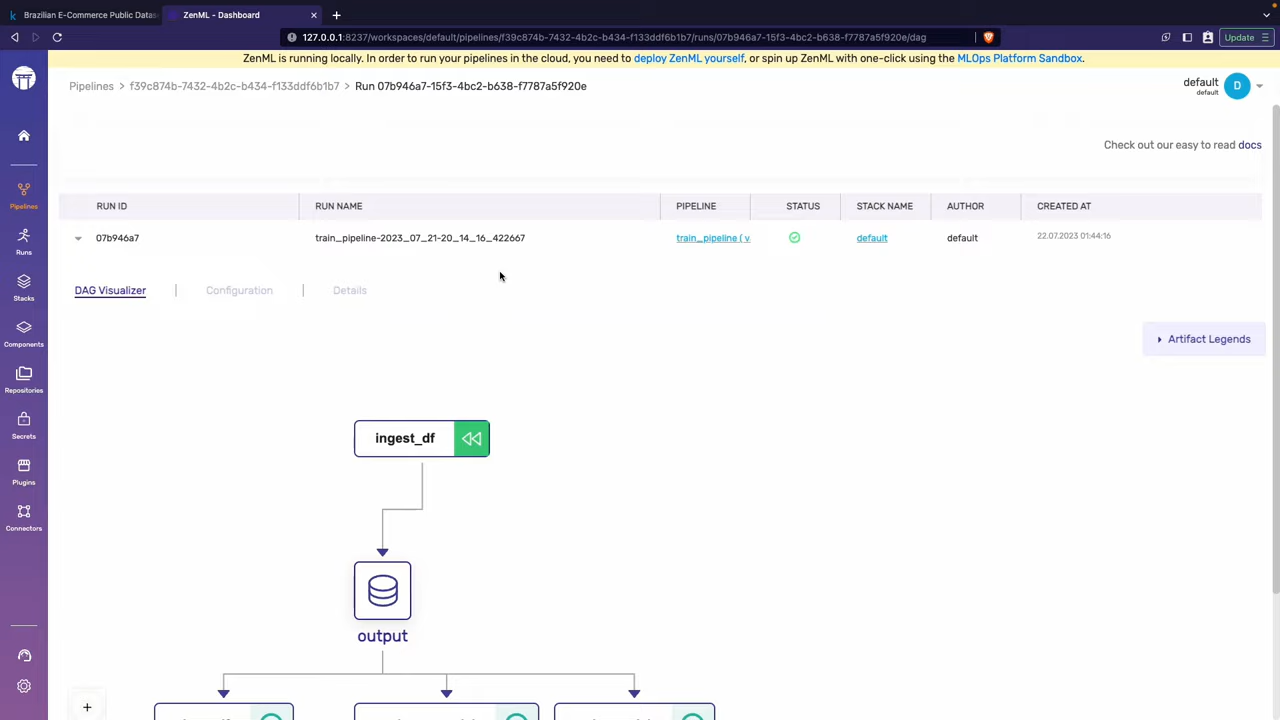 Brazilian E-Commerce Public Datas
ZenML - Dashboard
127.0.0.1:8237/workspaces/default/pipelines/f39c874b-7432-4b2c-b434-f133ddf6b1b7/runs/07b946a7-15f3-4bc2-b638-f7787a5f920e/dag
Update
ZenML is running locally. In order to run your pipelines in the cloud, you need to deploy ZenML yourself, or spin up ZenML with one-click using the MLOps Platform Sandbox.
Pipelines > f39c874b-7432-4b2c-b434-f133ddf6b1b7 > Run 07b946a7-15f3-4bc2-b638-f7787a5f920e
default
default
D
Check out our easy to read docs
RUN ID RUN NAME PIPELINE STATUS STACK NAME AUTHOR CREATED AT
07b946a7 train_pipeline-2023_07_21-20_14_16_422667 train_pipeline ( v default default 22.07.2023 01:44:16
DAG Visualizer Configuration Details
Artifact Legends
ingest_df
output
Pipelines
Runs
Stacks
Components
Repositories
Secrets
Plugins
Connectors